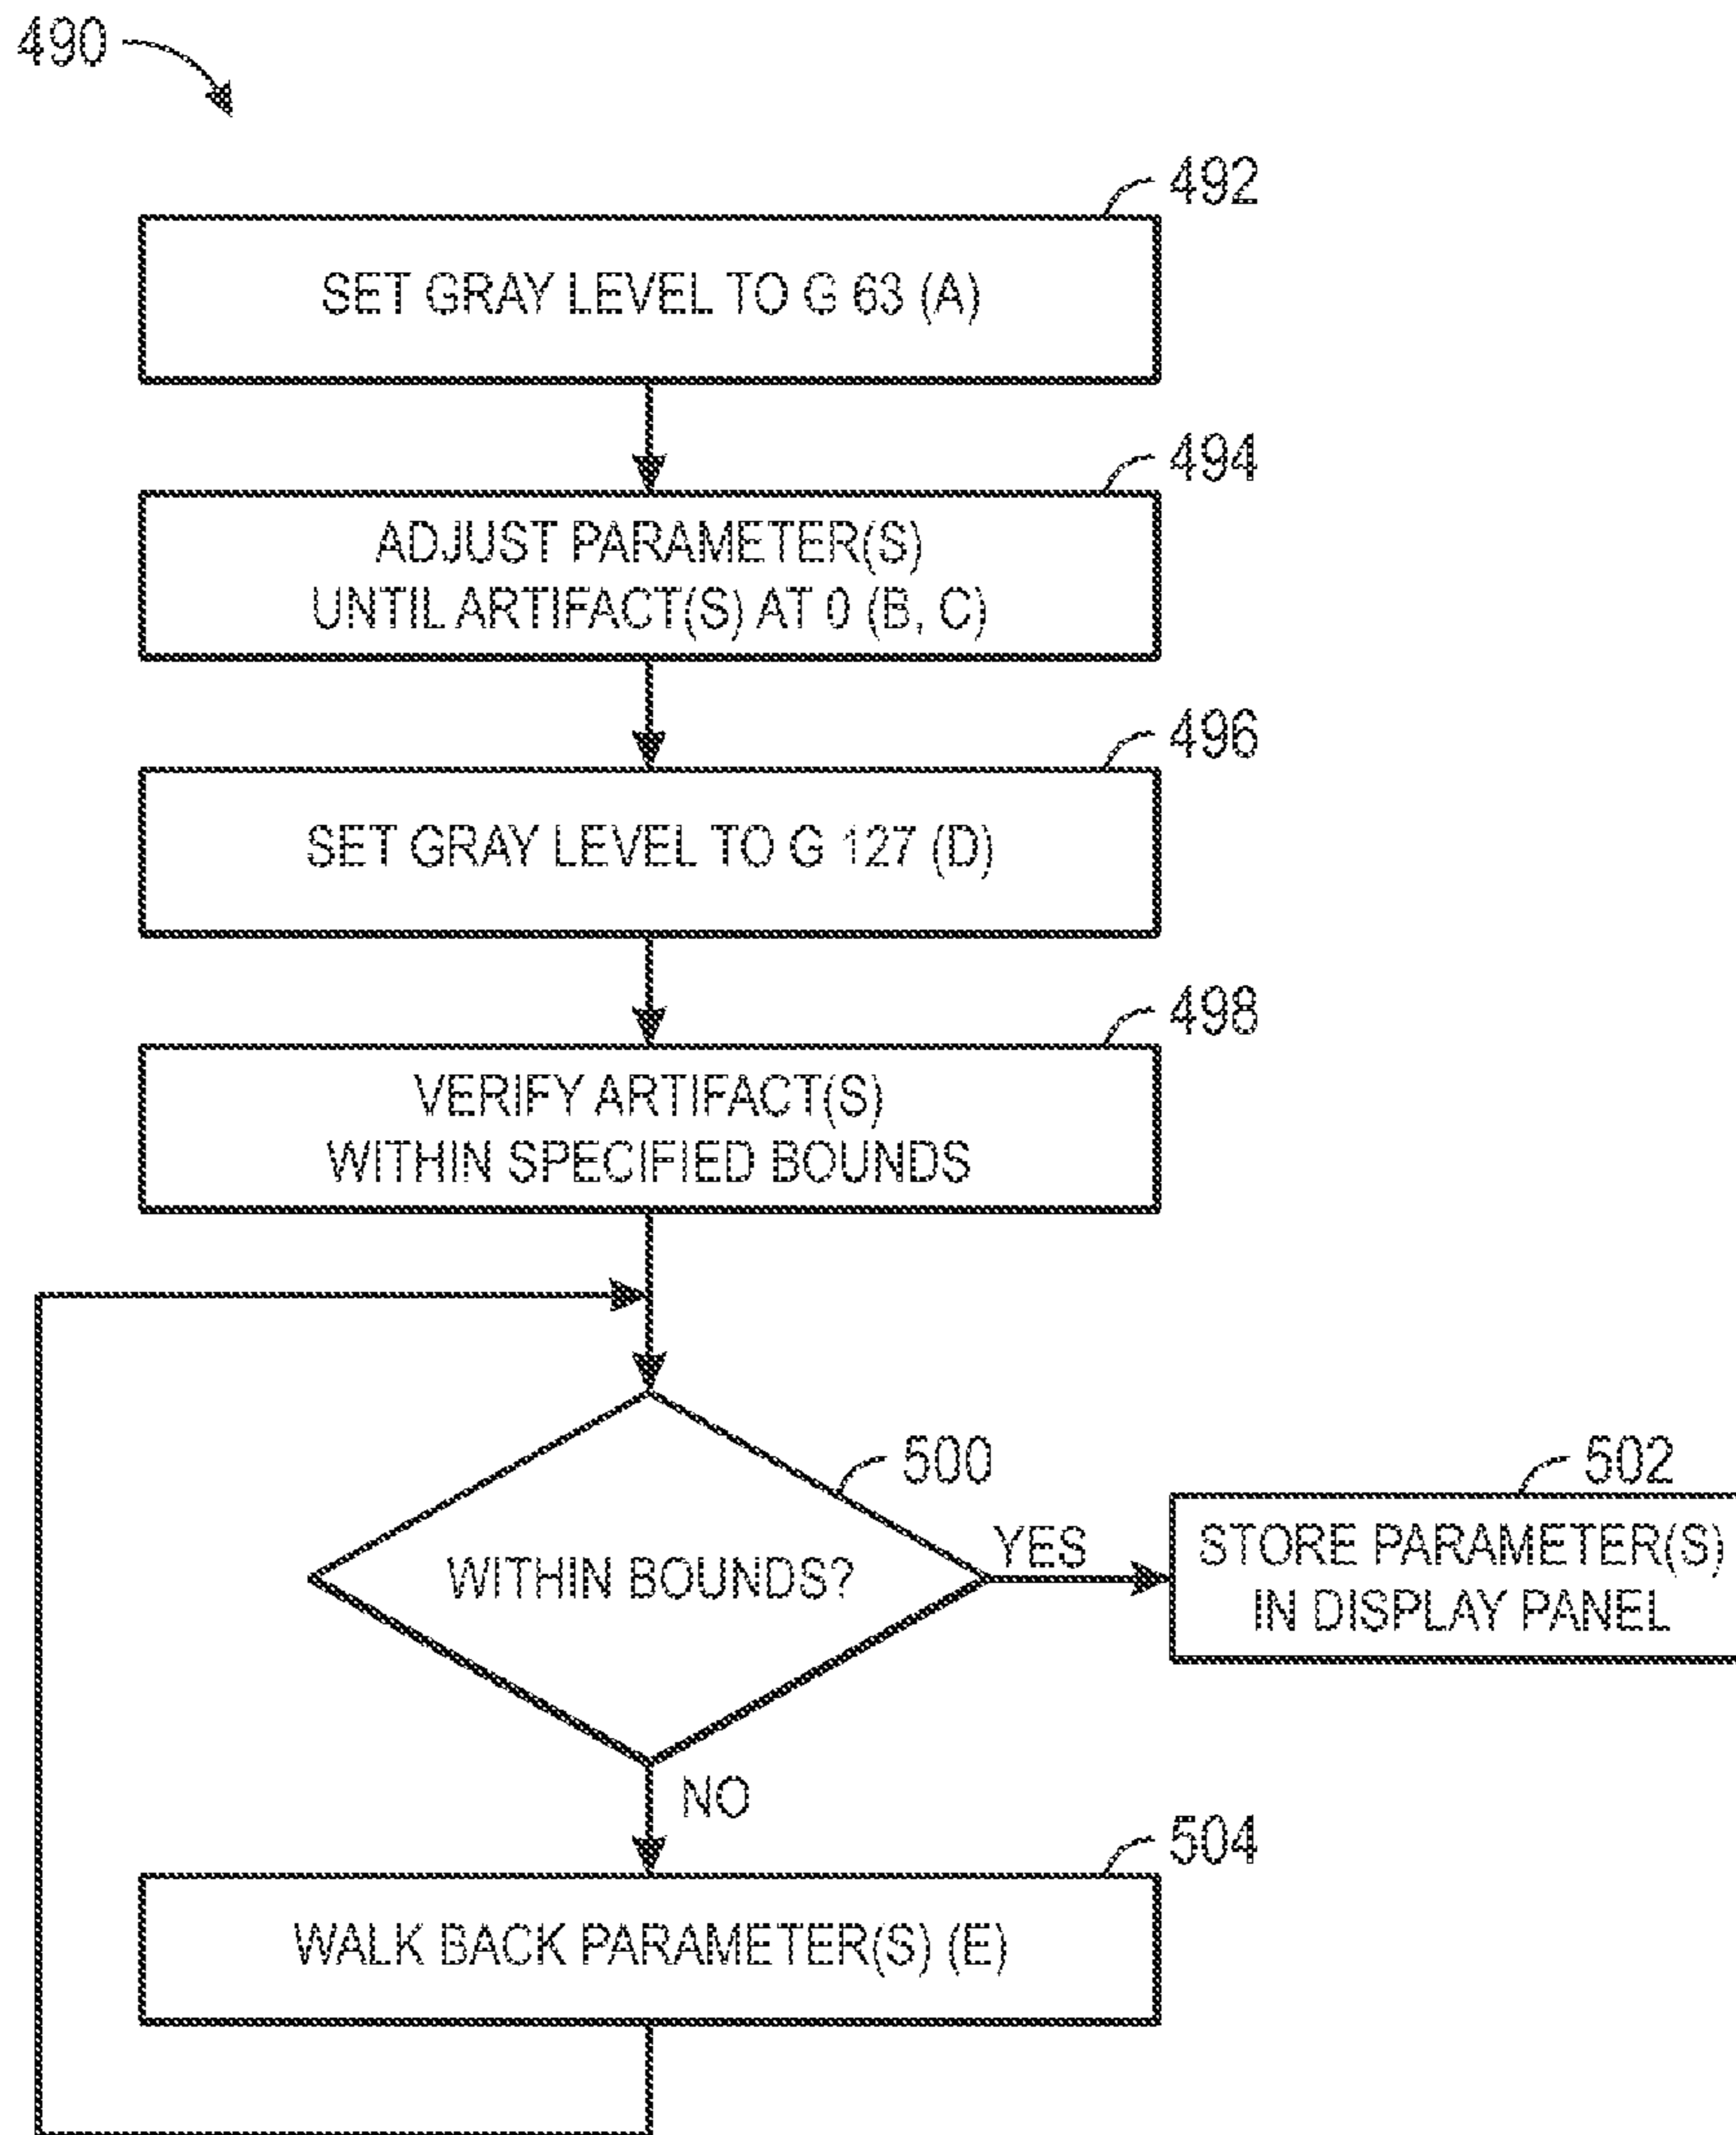 490
492
SET GRAY LEVEL TO G 63 (A)
494
ADJUST PARAMETER(S)
UNTIL ARTIFACT(S) AT 0 (B, C)
496
SET GRAY LEVEL TO G 127 (D)
498
VERIFY ARTIFACT(S)
WITHIN SPECIFIED BOUNDS
500
WITHIN BOUNDS?
YES
502
STORE PARAMETER(S)
IN DISPLAY PANEL
NO
504
WALK BACK PARAMETER(S) (E)